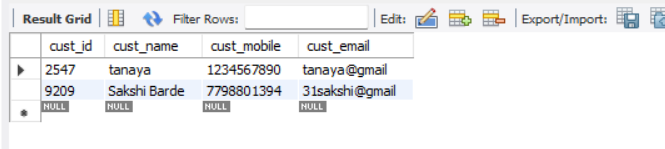 Result Grid Filter Rows: Edit: Export/Import:
cust_id cust_name cust_mobile cust_email
2547 tanaya 1234567890 tanaya@gmail
9209 Sakshi Barde 7798801394 31sakshi@gmail
NULL NULL NULL NULL